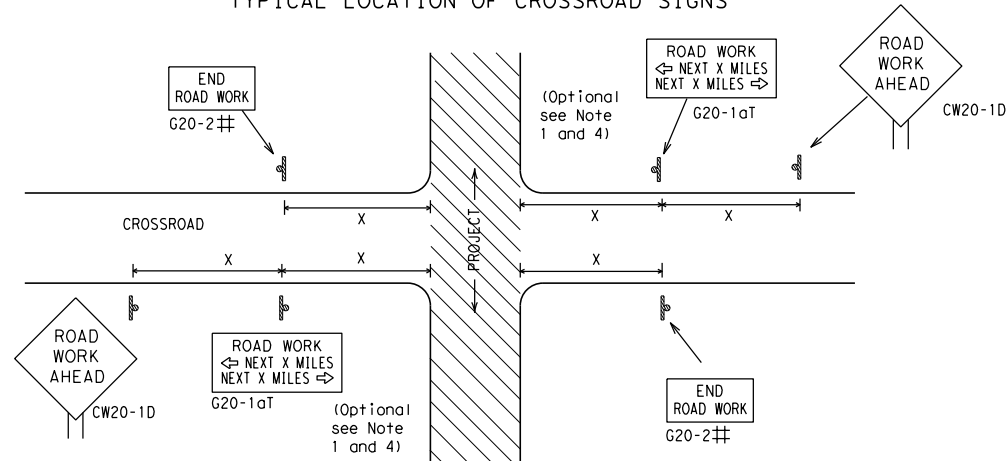 TYPICAL LOCATION OF CROSSROAD SIGNS
END
ROAD WORK
G20-2#
ROAD WORK
⇦ NEXT X MILES
NEXT X MILES ⇨
G20-1aT
(Optional
see Note
1 and 4)
ROAD
WORK
AHEAD
CW20-1D
X
X
X
CROSSROAD
PROJECT
X
X
X
ROAD
WORK
AHEAD
CW20-1D
ROAD WORK
⇦ NEXT X MILES
NEXT X MILES ⇨
G20-1aT
(Optional
see Note
1 and 4)
END
ROAD WORK
G20-2#